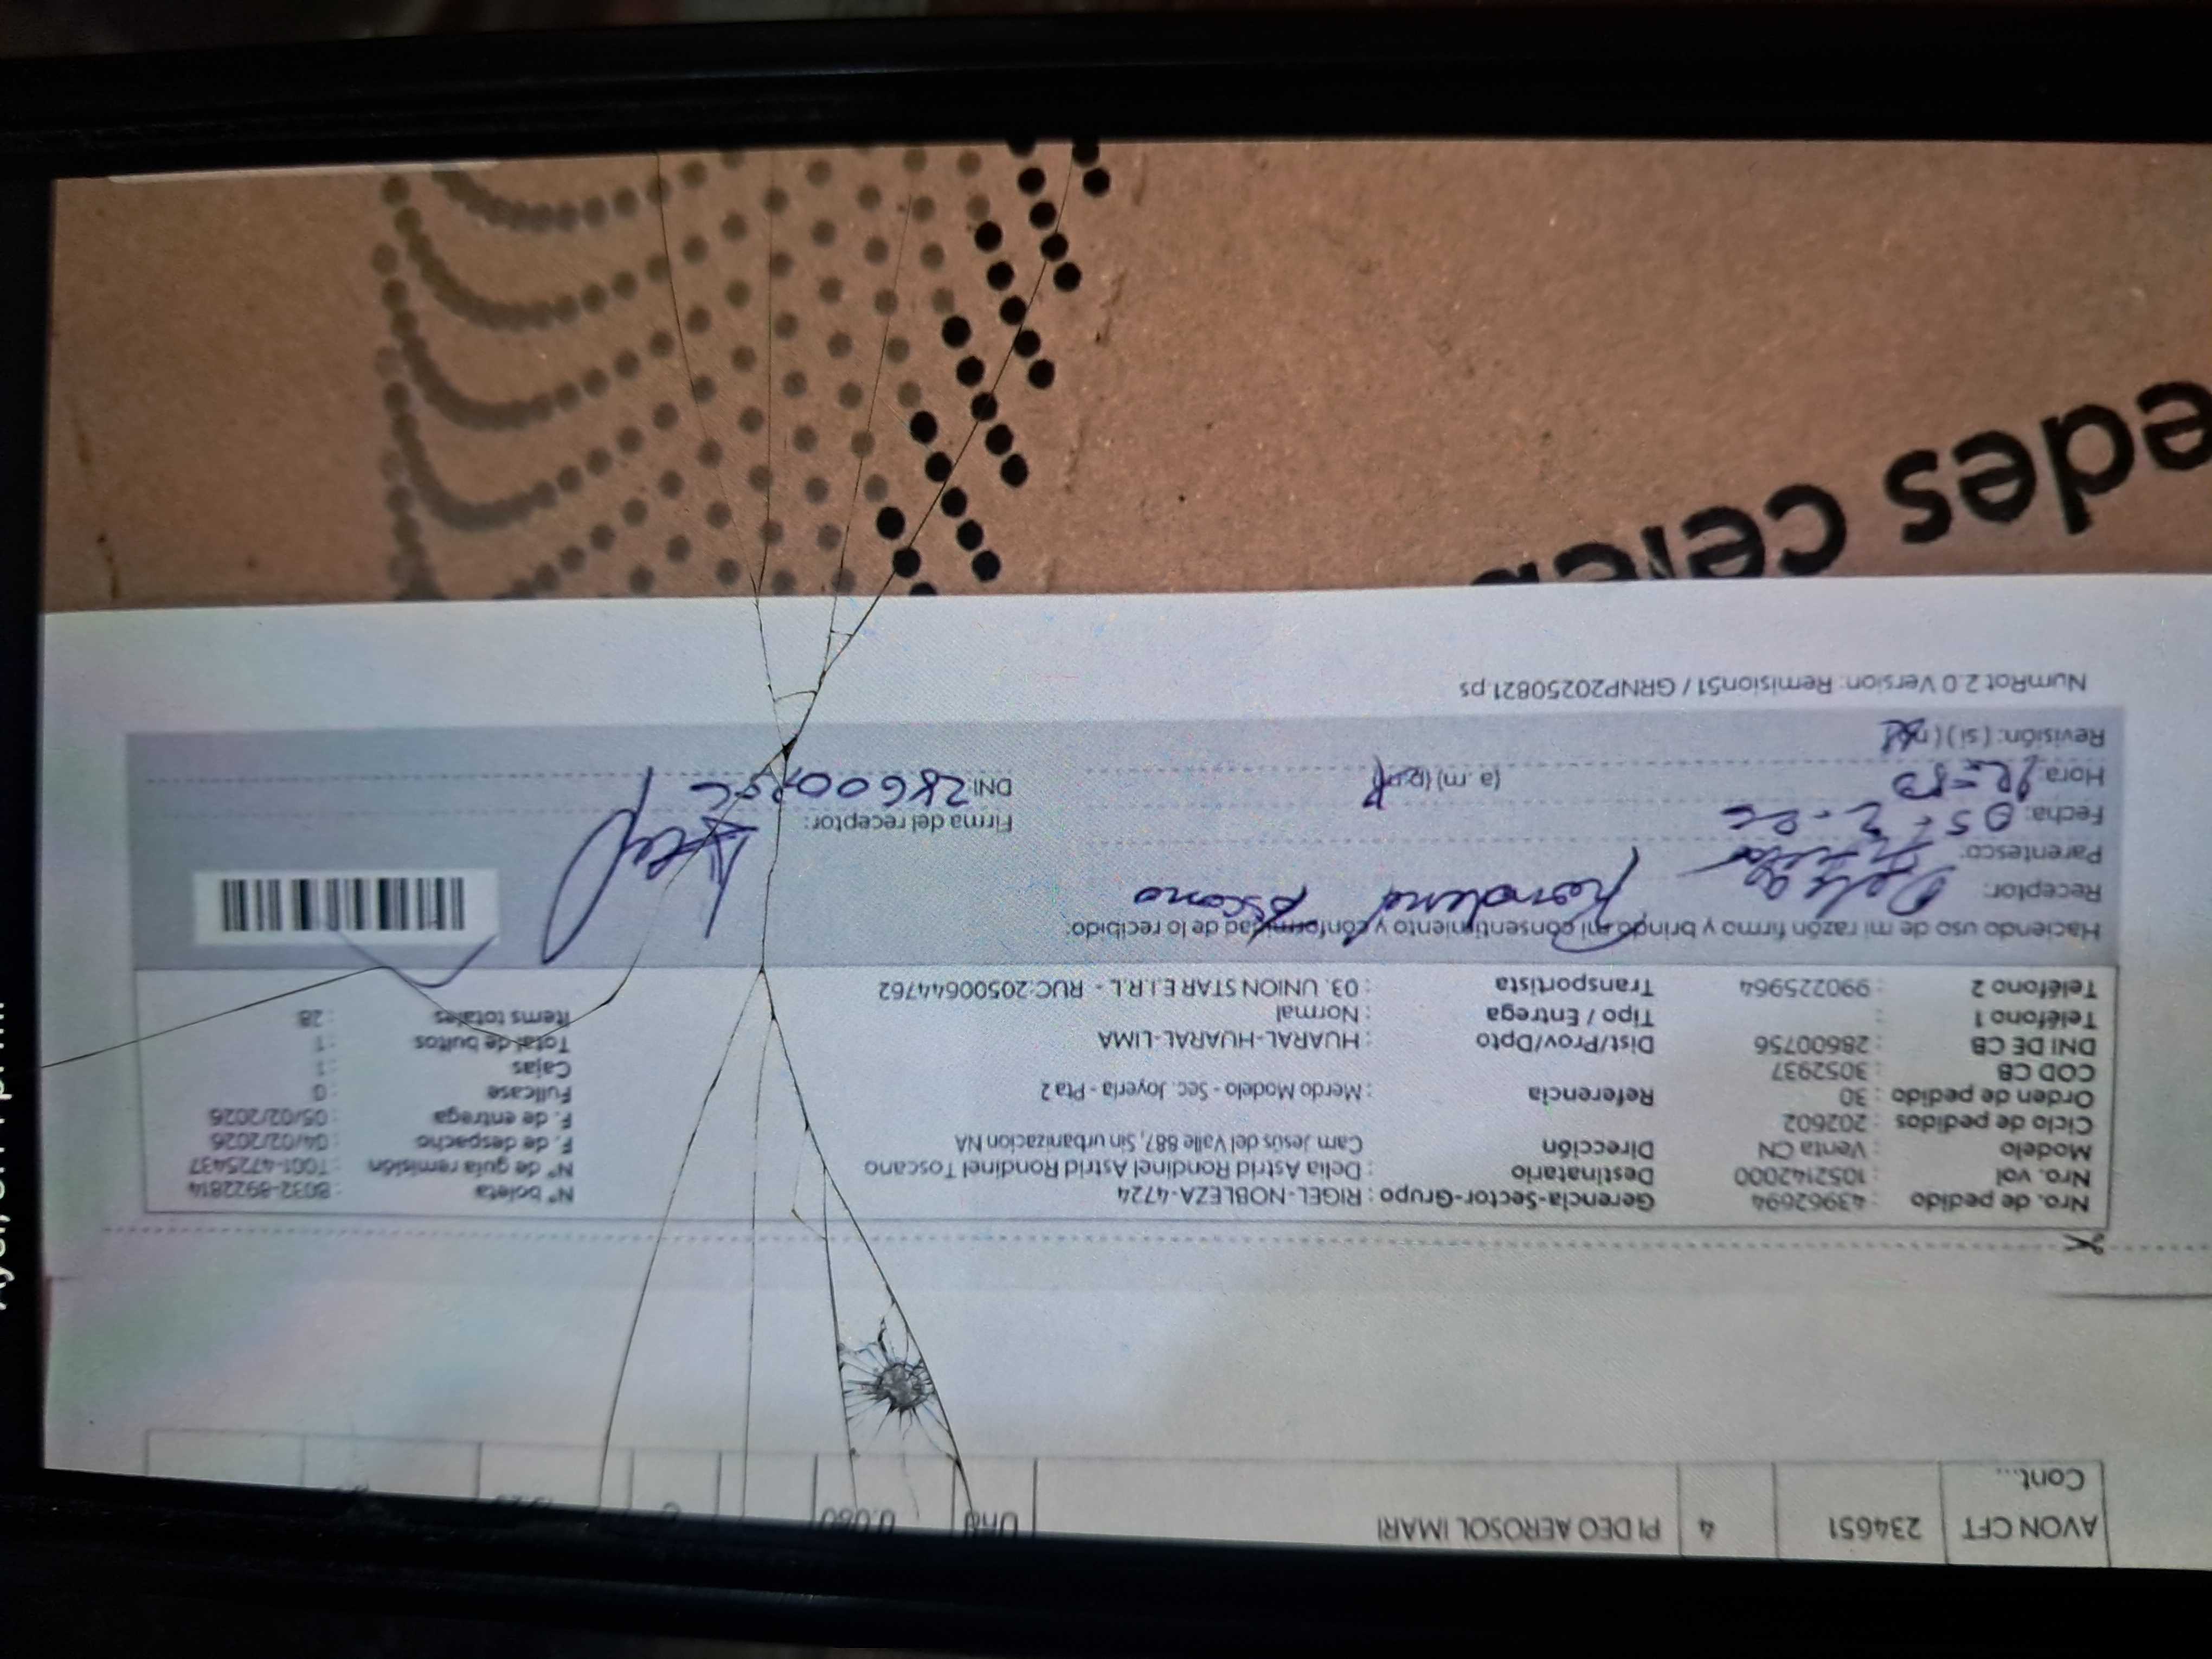 AVON CFT 234651 4 PI DEO AEROSOL IMARI Und 0.080
Cont...
Nro. de pedido : 43962694 Gerencia-Sector-Grupo : RIGEL-NOBLEZA-4724 N° boleta : B032-8922814
Nro. vol : 1052142000 Destinatario : Delia Astrid Rondinel Astrid Rondinel Toscano N° de guía remisión : T001-4725437
Modelo : Venta CN Dirección Cam Jesús del Valle 887, Sin urbanizacion NA F. de despacho : 04/02/2026
Ciclo de pedidos : 202602 F. de entrega : 05/02/2026
Orden de pedido : 30 Referencia : Merdo Modelo - Sec. Joyería - Pta 2 Fullcase : 0
COD CB : 3052937 Cajas : 1
DNI DE CB : 28600756 Dist/Prov/Dpto : HUARAL-HUARAL-LIMA Total de bultos : 1
Teléfono 1 : Tipo / Entrega : Normal Items totales : 28
Teléfono 2 : 990225964 Transportista : 03. UNION STAR E.I.R.L - RUC:20500644762
Haciendo uso de mi razón firmo y brindo mi consentimiento y conformidad de lo recibido:
Receptor:
Parentesco:
Fecha: 05 Firma del receptor:
Hora: (a. m) (p.m) DNI:
Revisión: ( si ) (
NumRot 2.0 Version: Remision51 / GRNP20250821.ps
edes